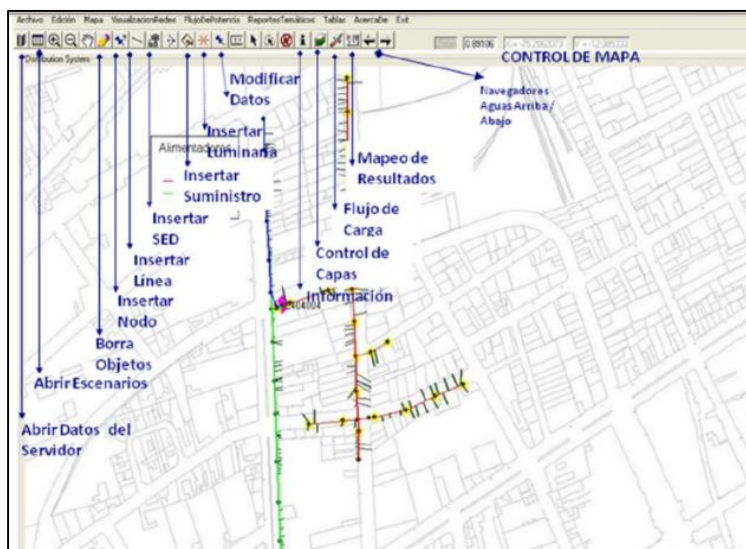 Archivo Edición Mapa VisualizacionRedes FlujoDePotencia ReportesTemáticos Tablas AcercaDe Exit
Zoom 0.89106
Distribution System
CONTROL DE MAPA
Modificar
Datos
Navegadores
Aguas Arriba /
Abajo
Insertar
Luminaria
Alimentadores
Mapeo de
Resultados
Insertar
Suministro
Flujo de
Carga
Insertar
SED
Control de
Capas
Insertar
Línea
Información
Insertar
Nodo
Borra
Objetos
Abrir Escenarios
Abrir Datos del
Servidor